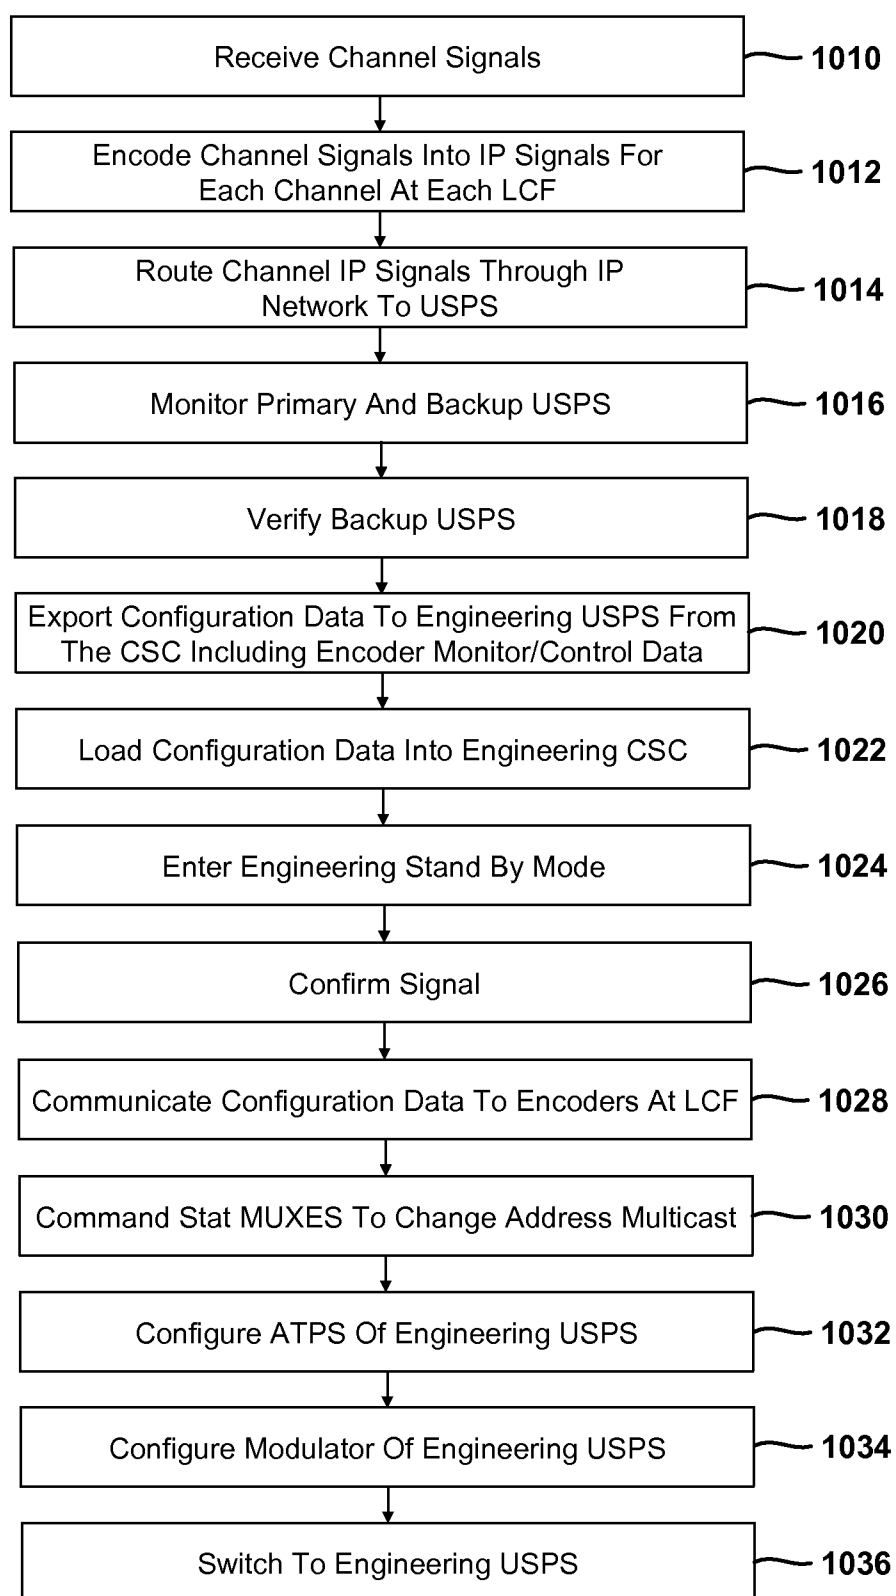 Receive Channel Signals
1010
Encode Channel Signals Into IP Signals For
Each Channel At Each LCF
1012
Route Channel IP Signals Through IP
Network To USPS
1014
Monitor Primary And Backup USPS
1016
Verify Backup USPS
1018
Export Configuration Data To Engineering USPS From
The CSC Including Encoder Monitor/Control Data
1020
Load Configuration Data Into Engineering CSC
1022
Enter Engineering Stand By Mode
1024
Confirm Signal
1026
Communicate Configuration Data To Encoders At LCF
1028
Command Stat MUXES To Change Address Multicast
1030
Configure ATPS Of Engineering USPS
1032
Configure Modulator Of Engineering USPS
1034
Switch To Engineering USPS
1036